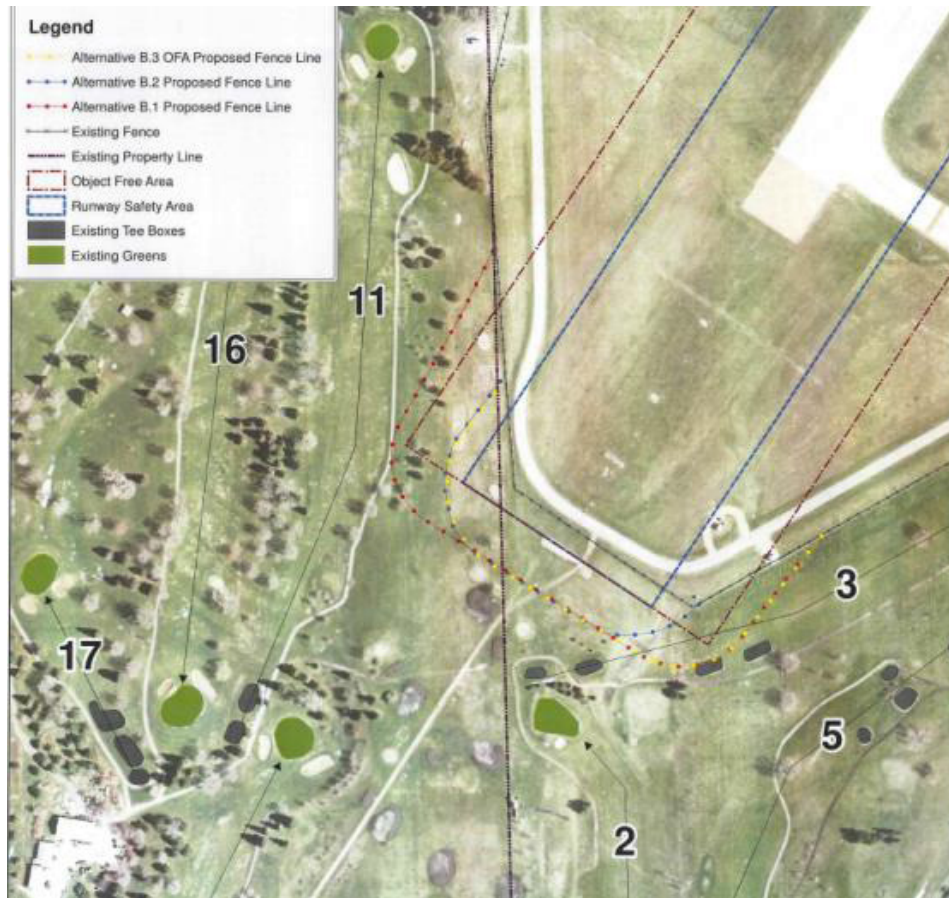 Legend
Alternative B.3 OFA Proposed Fence Line
Alternative B.2 Proposed Fence Line
Alternative B.1 Proposed Fence Line
Existing Fence
Existing Property Line
Object Free Area
Runway Safety Area
Existing Tee Boxes
Existing Greens
11
16
3
17
5
2